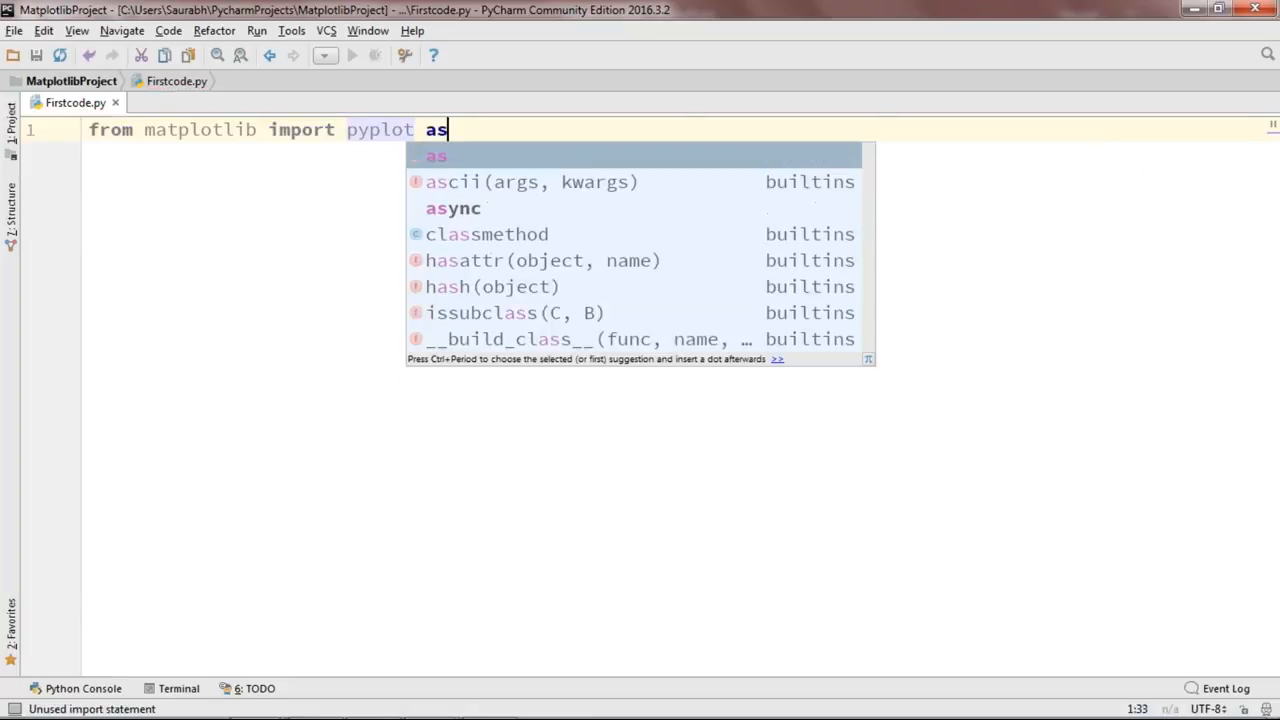 MatplotlibProject - [C:\Users\Saurabh\PycharmProjects\MatplotlibProject] - ...\Firstcode.py - PyCharm Community Edition 2016.3.2
File Edit View Navigate Code Refactor Run Tools VCS Window Help
MatplotlibProject Firstcode.py
Firstcode.py
1: Project
Z: Structure
2: Favorites
1 from matplotlib import pyplot as
as
ascii(args, kwargs) builtins
async
classmethod builtins
hasattr(object, name) builtins
hash(object) builtins
issubclass(C, B) builtins
__build_class__(func, name, … builtins
Press Ctrl+Period to choose the selected (or first) suggestion and insert a dot afterwards >> π
Python Console Terminal 6: TODO Event Log
Unused import statement 1:33 n/a UTF-8